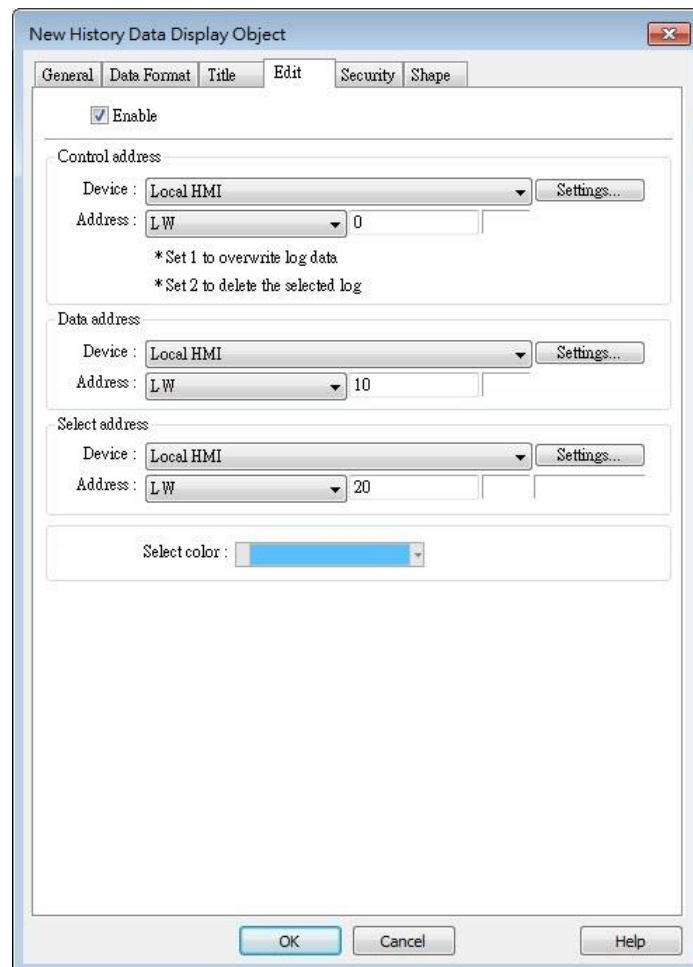 New History Data Display Object
General Data Format Title Edit Security Shape
Enable
Control address
Device : Local HMI Settings...
Address : LW 0
* Set 1 to overwrite log data
* Set 2 to delete the selected log
Data address
Device : Local HMI Settings...
Address : LW 10
Select address
Device : Local HMI Settings...
Address : LW 20
Select color :
OK Cancel Help